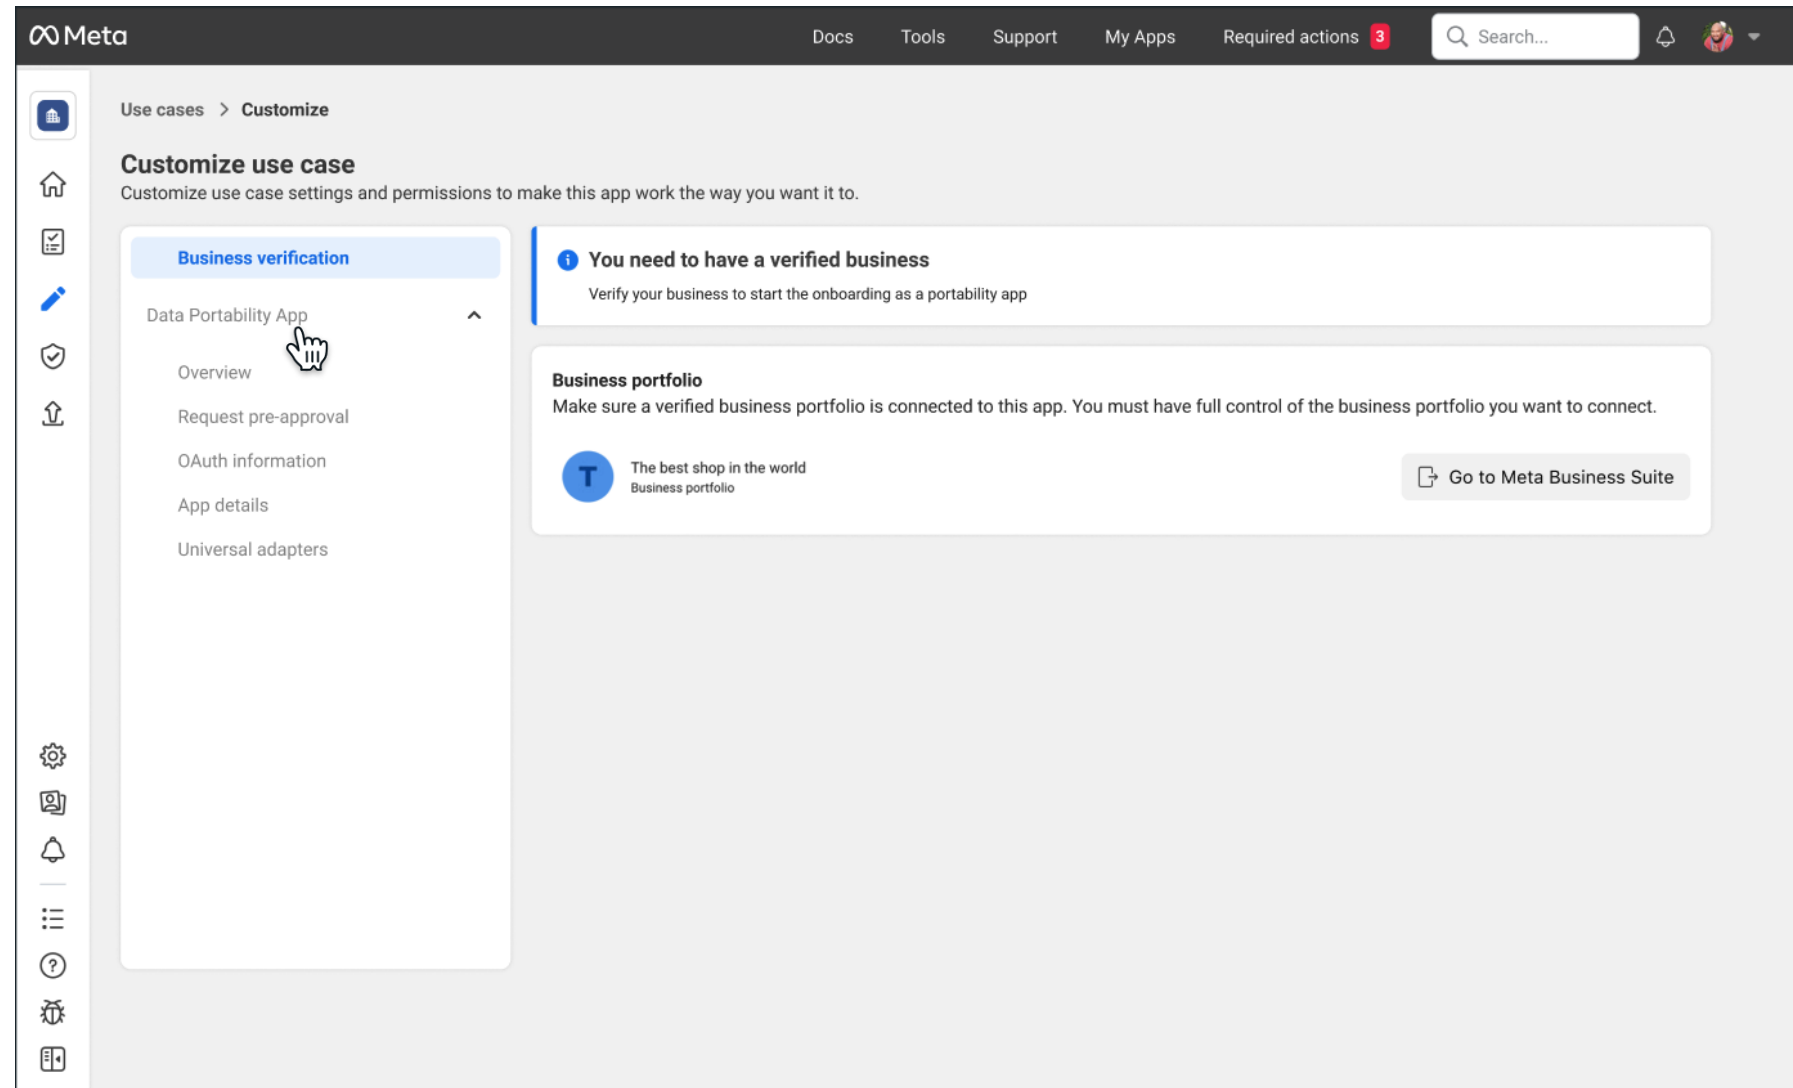 Meta
Docs
Tools
Support
My Apps
Required actions 3
Search...
Use cases > Customize
Customize use case
Customize use case settings and permissions to make this app work the way you want it to.
Business verification
Data Portability App
Overview
Request pre-approval
OAuth information
App details
Universal adapters
You need to have a verified business
Verify your business to start the onboarding as a portability app
Business portfolio
Make sure a verified business portfolio is connected to this app. You must have full control of the business portfolio you want to connect.
T
The best shop in the world
Business portfolio
Go to Meta Business Suite